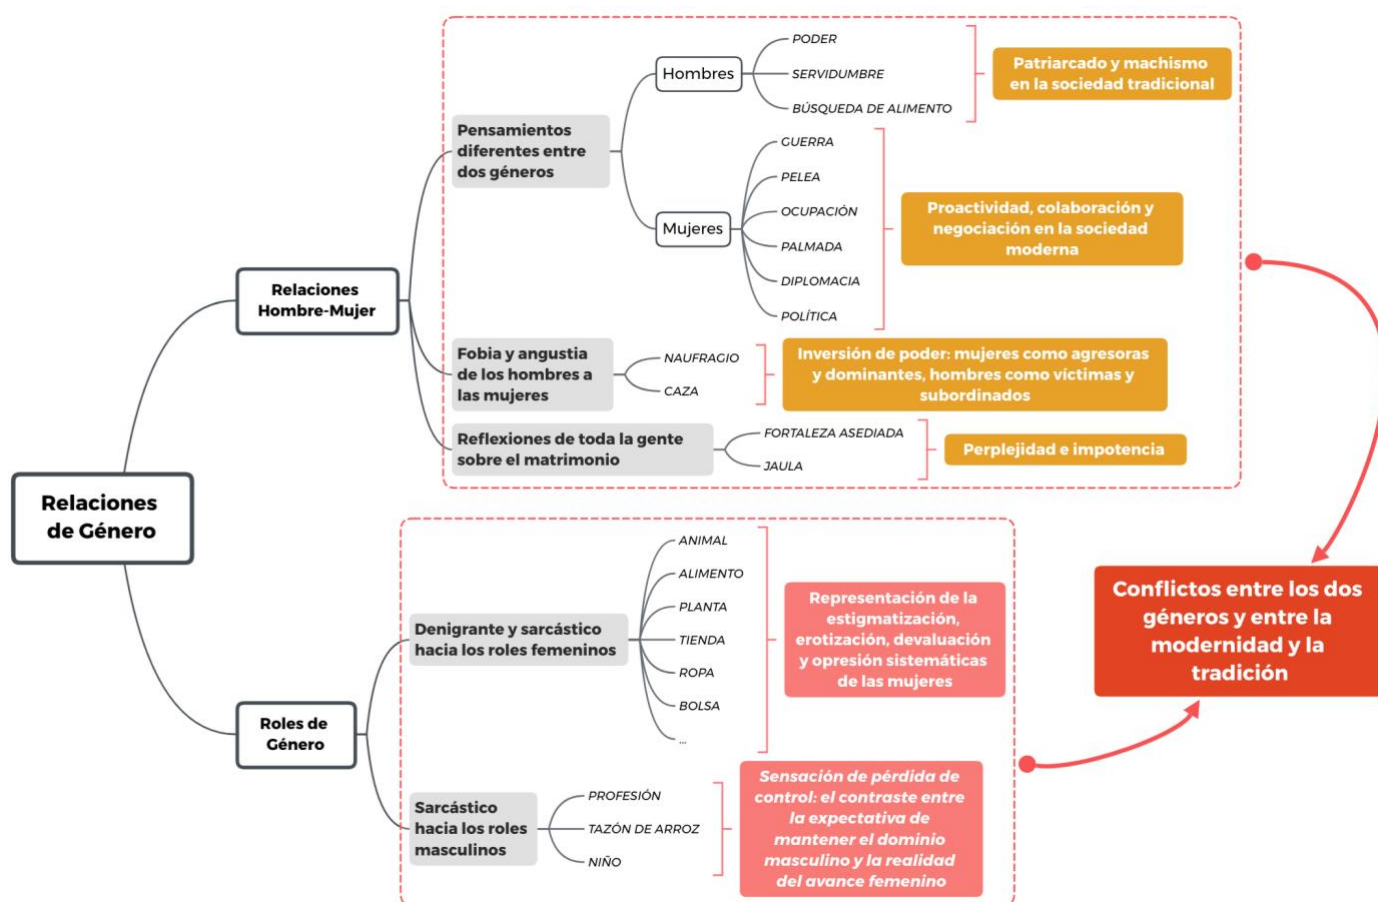 Relaciones
de Género
Relaciones
Hombre-Mujer
Pensamientos
diferentes entre
dos géneros
Hombres
PODER
SERVIDUMBRE
BÚSQUEDA DE ALIMENTO
Patriarcado y machismo
en la sociedad tradicional
Mujeres
GUERRA
PELEA
OCUPACIÓN
PALMADA
DIPLOMACIA
POLÍTICA
Proactividad, colaboración y
negociación en la sociedad
moderna
Fobia y angustia
de los hombres a
las mujeres
NAUFRAGIO
CAZA
Inversión de poder: mujeres como agresoras
y dominantes, hombres como víctimas y
subordinados
Reflexiones de toda la gente
sobre el matrimonio
FORTALEZA ASEDIADA
JAULA
Perplejidad e impotencia
Roles de
Género
Denigrante y sarcástico
hacia los roles femeninos
ANIMAL
ALIMENTO
PLANTA
TIENDA
ROPA
BOLSA
...
Representación de la
estigmatización,
erotización, devaluación
y opresión sistemáticas
de las mujeres
Sarcástico
hacia los roles
masculinos
PROFESIÓN
TAZÓN DE ARROZ
NIÑO
Sensación de pérdida de
control: el contraste entre
la expectativa de
mantener el dominio
masculino y la realidad
del avance femenino
Conflictos entre los dos
géneros y entre la
modernidad y la
tradición